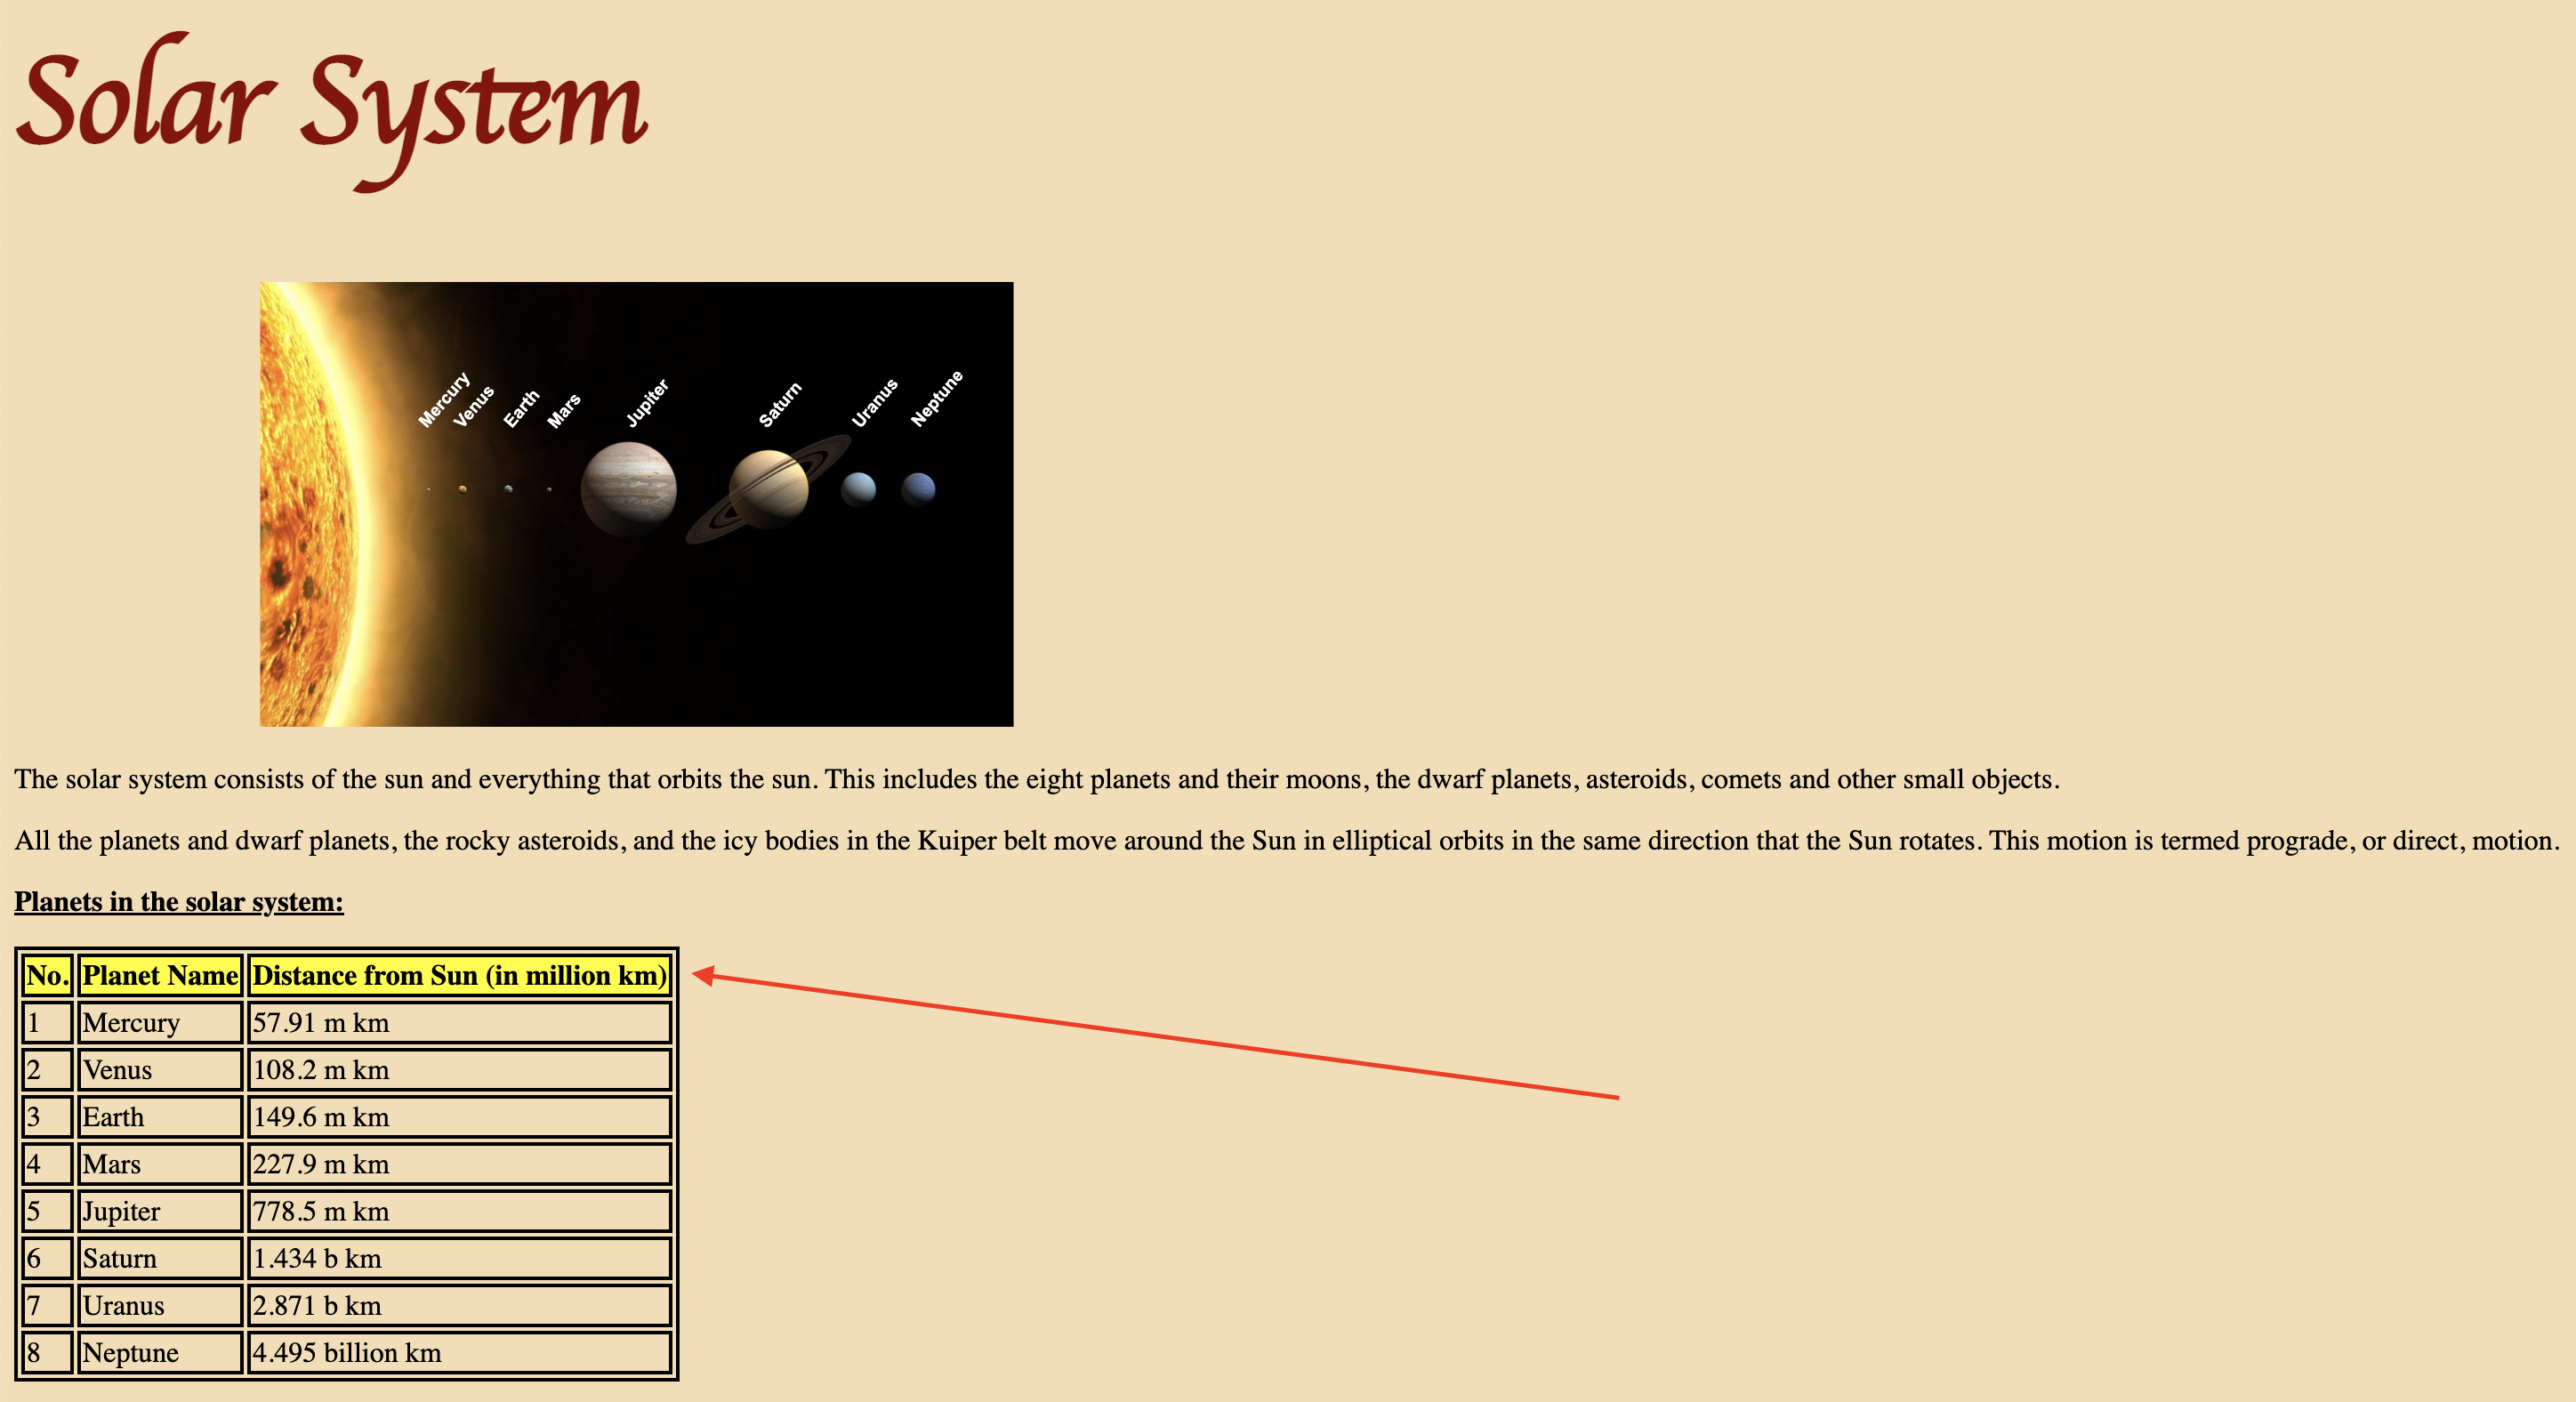 Solar System
Mercury
Venus
Earth
Mars
Jupiter
Saturn
Uranus
Neptune
The solar system consists of the sun and everything that orbits the sun. This includes the eight planets and their moons, the dwarf planets, asteroids, comets and other small objects.
All the planets and dwarf planets, the rocky asteroids, and the icy bodies in the Kuiper belt move around the Sun in elliptical orbits in the same direction that the Sun rotates. This motion is termed prograde, or direct, motion.
Planets in the solar system:
No. Planet Name Distance from Sun (in million km)
1 Mercury 57.91 m km
2 Venus 108.2 m km
3 Earth 149.6 m km
4 Mars 227.9 m km
5 Jupiter 778.5 m km
6 Saturn 1.434 b km
7 Uranus 2.871 b km
8 Neptune 4.495 billion km